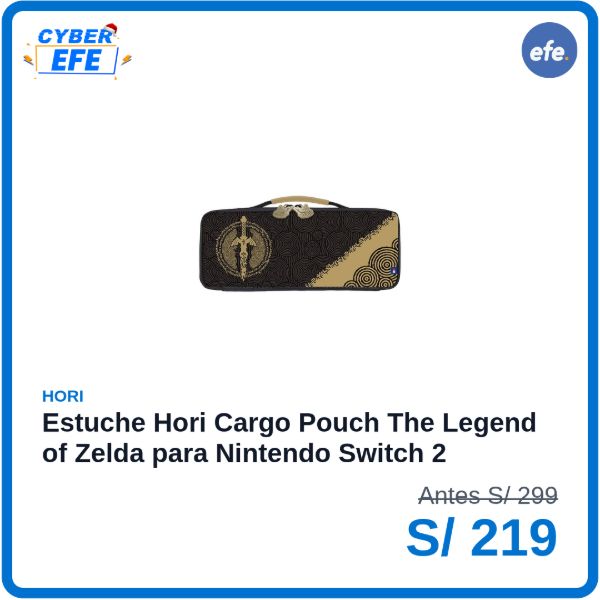 CYBER
EFE
efe.
HORI
Estuche Hori Cargo Pouch The Legend
of Zelda para Nintendo Switch 2
Antes S/ 299
S/ 219